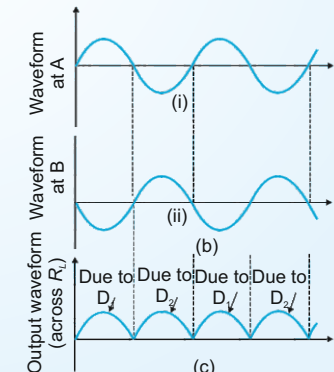 Waveform
at A
(i)
Waveform
at B
(ii)
(b)
Output waveform
(across R_L)
Due to
D₁
Due to
D₂
Due to
D₁
Due to
D₂
(c)